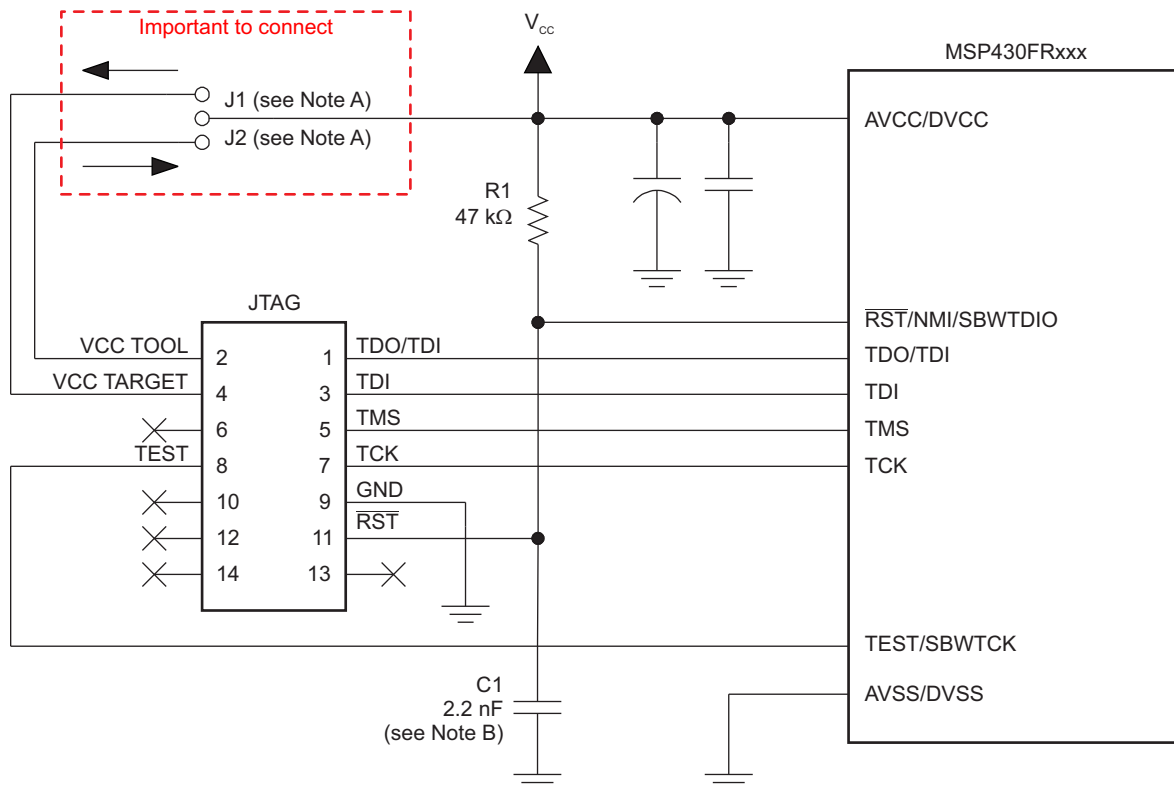 Important to connect
V_CC
MSP430FRxxx
J1 (see Note A)
J2 (see Note A)
AVCC/DVCC
R1
47 kΩ
JTAG
R̅S̅T̅/NMI/SBWTDIO
VCC TOOL 2 1 TDO/TDI TDO/TDI
VCC TARGET 4 3 TDI TDI
6 5 TMS TMS
TEST 8 7 TCK TCK
10 9 GND
12 11 R̅S̅T̅
14 13
TEST/SBWTCK
C1
2.2 nF
(see Note B)
AVSS/DVSS